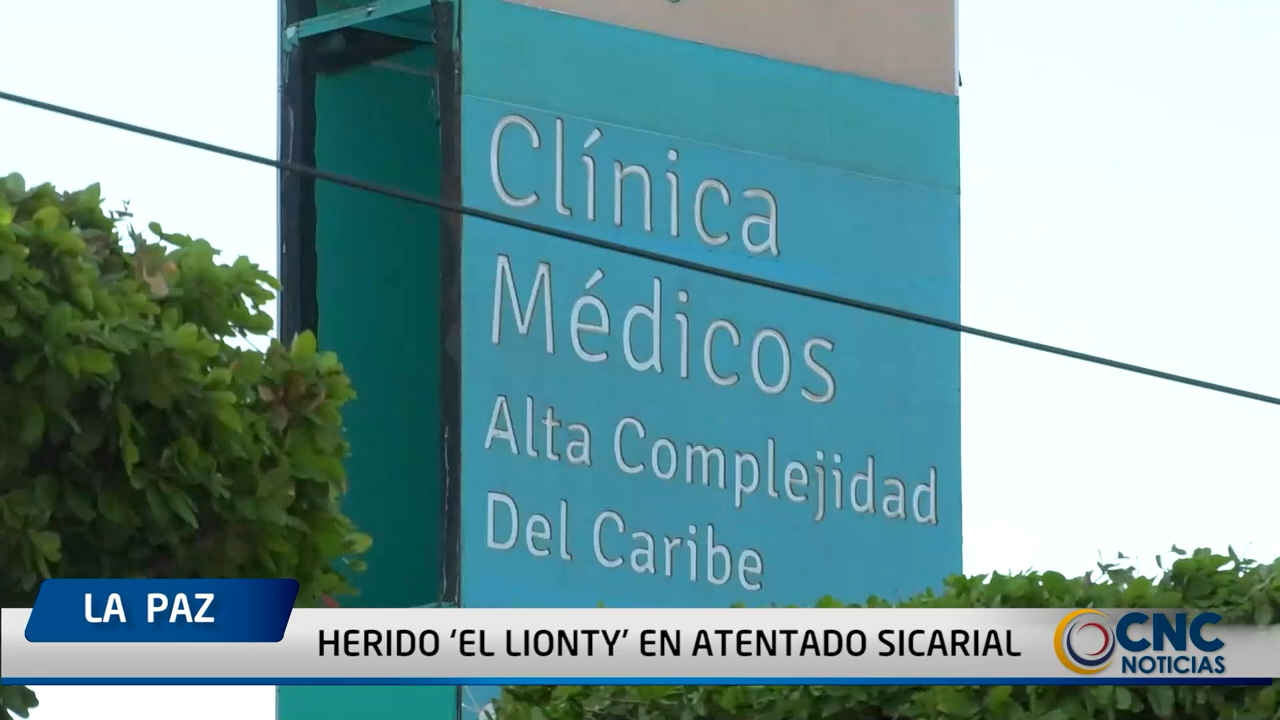 Clínica
Médicos
Alta Complejidad
Del Caribe
LA PAZ
HERIDO ‘EL LIONTY’ EN ATENTADO SICARIAL
CNC
NOTICIAS